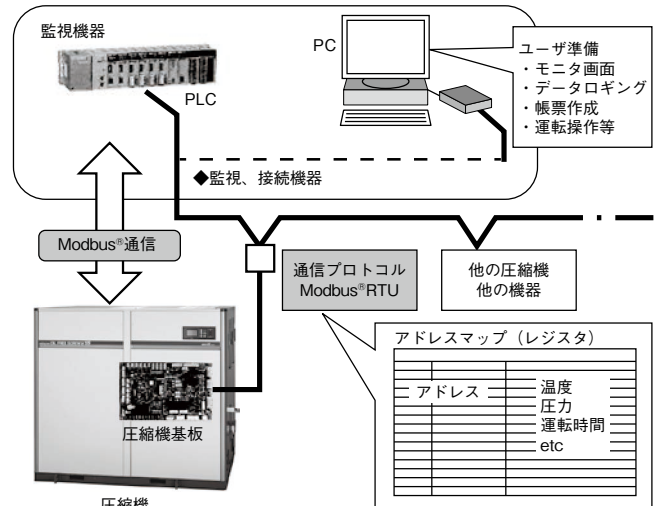 監視機器
PLC
PC
ユーザ準備
・モニタ画面
・データロギング
・帳票作成
・運転操作等
◆監視、接続機器
Modbus®通信
通信プロトコル
Modbus®RTU
他の圧縮機
他の機器
アドレスマップ（レジスタ）
アドレス
温度
圧力
運転時間
etc
圧縮機基板
圧縮機